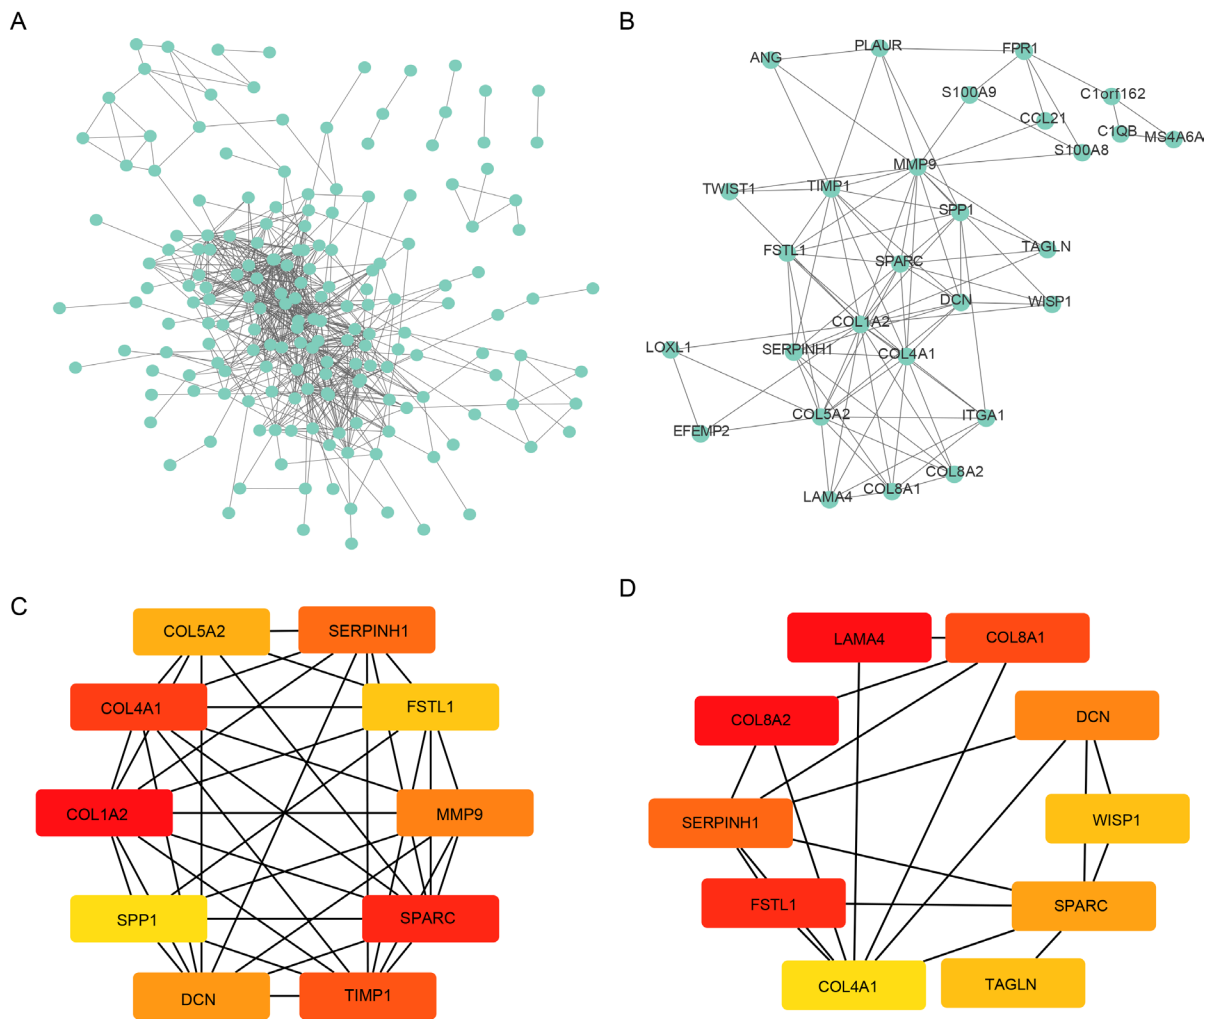 A
B
PLAUR
FPR1
ANG
S100A9
C1orf162
CCL21
C1QB
MS4A6A
S100A8
MMP9
TIMP1
TWIST1
SPP1
TAGLN
FSTL1
SPARC
DCN
WISP1
COL1A2
LOXL1
SERPINH1
COL4A1
COL5A2
ITGA1
EFEMP2
COL8A2
COL8A1
LAMA4
C
COL5A2
SERPINH1
COL4A1
FSTL1
COL1A2
MMP9
SPP1
SPARC
DCN
TIMP1
D
LAMA4
COL8A1
COL8A2
DCN
SERPINH1
WISP1
FSTL1
SPARC
COL4A1
TAGLN